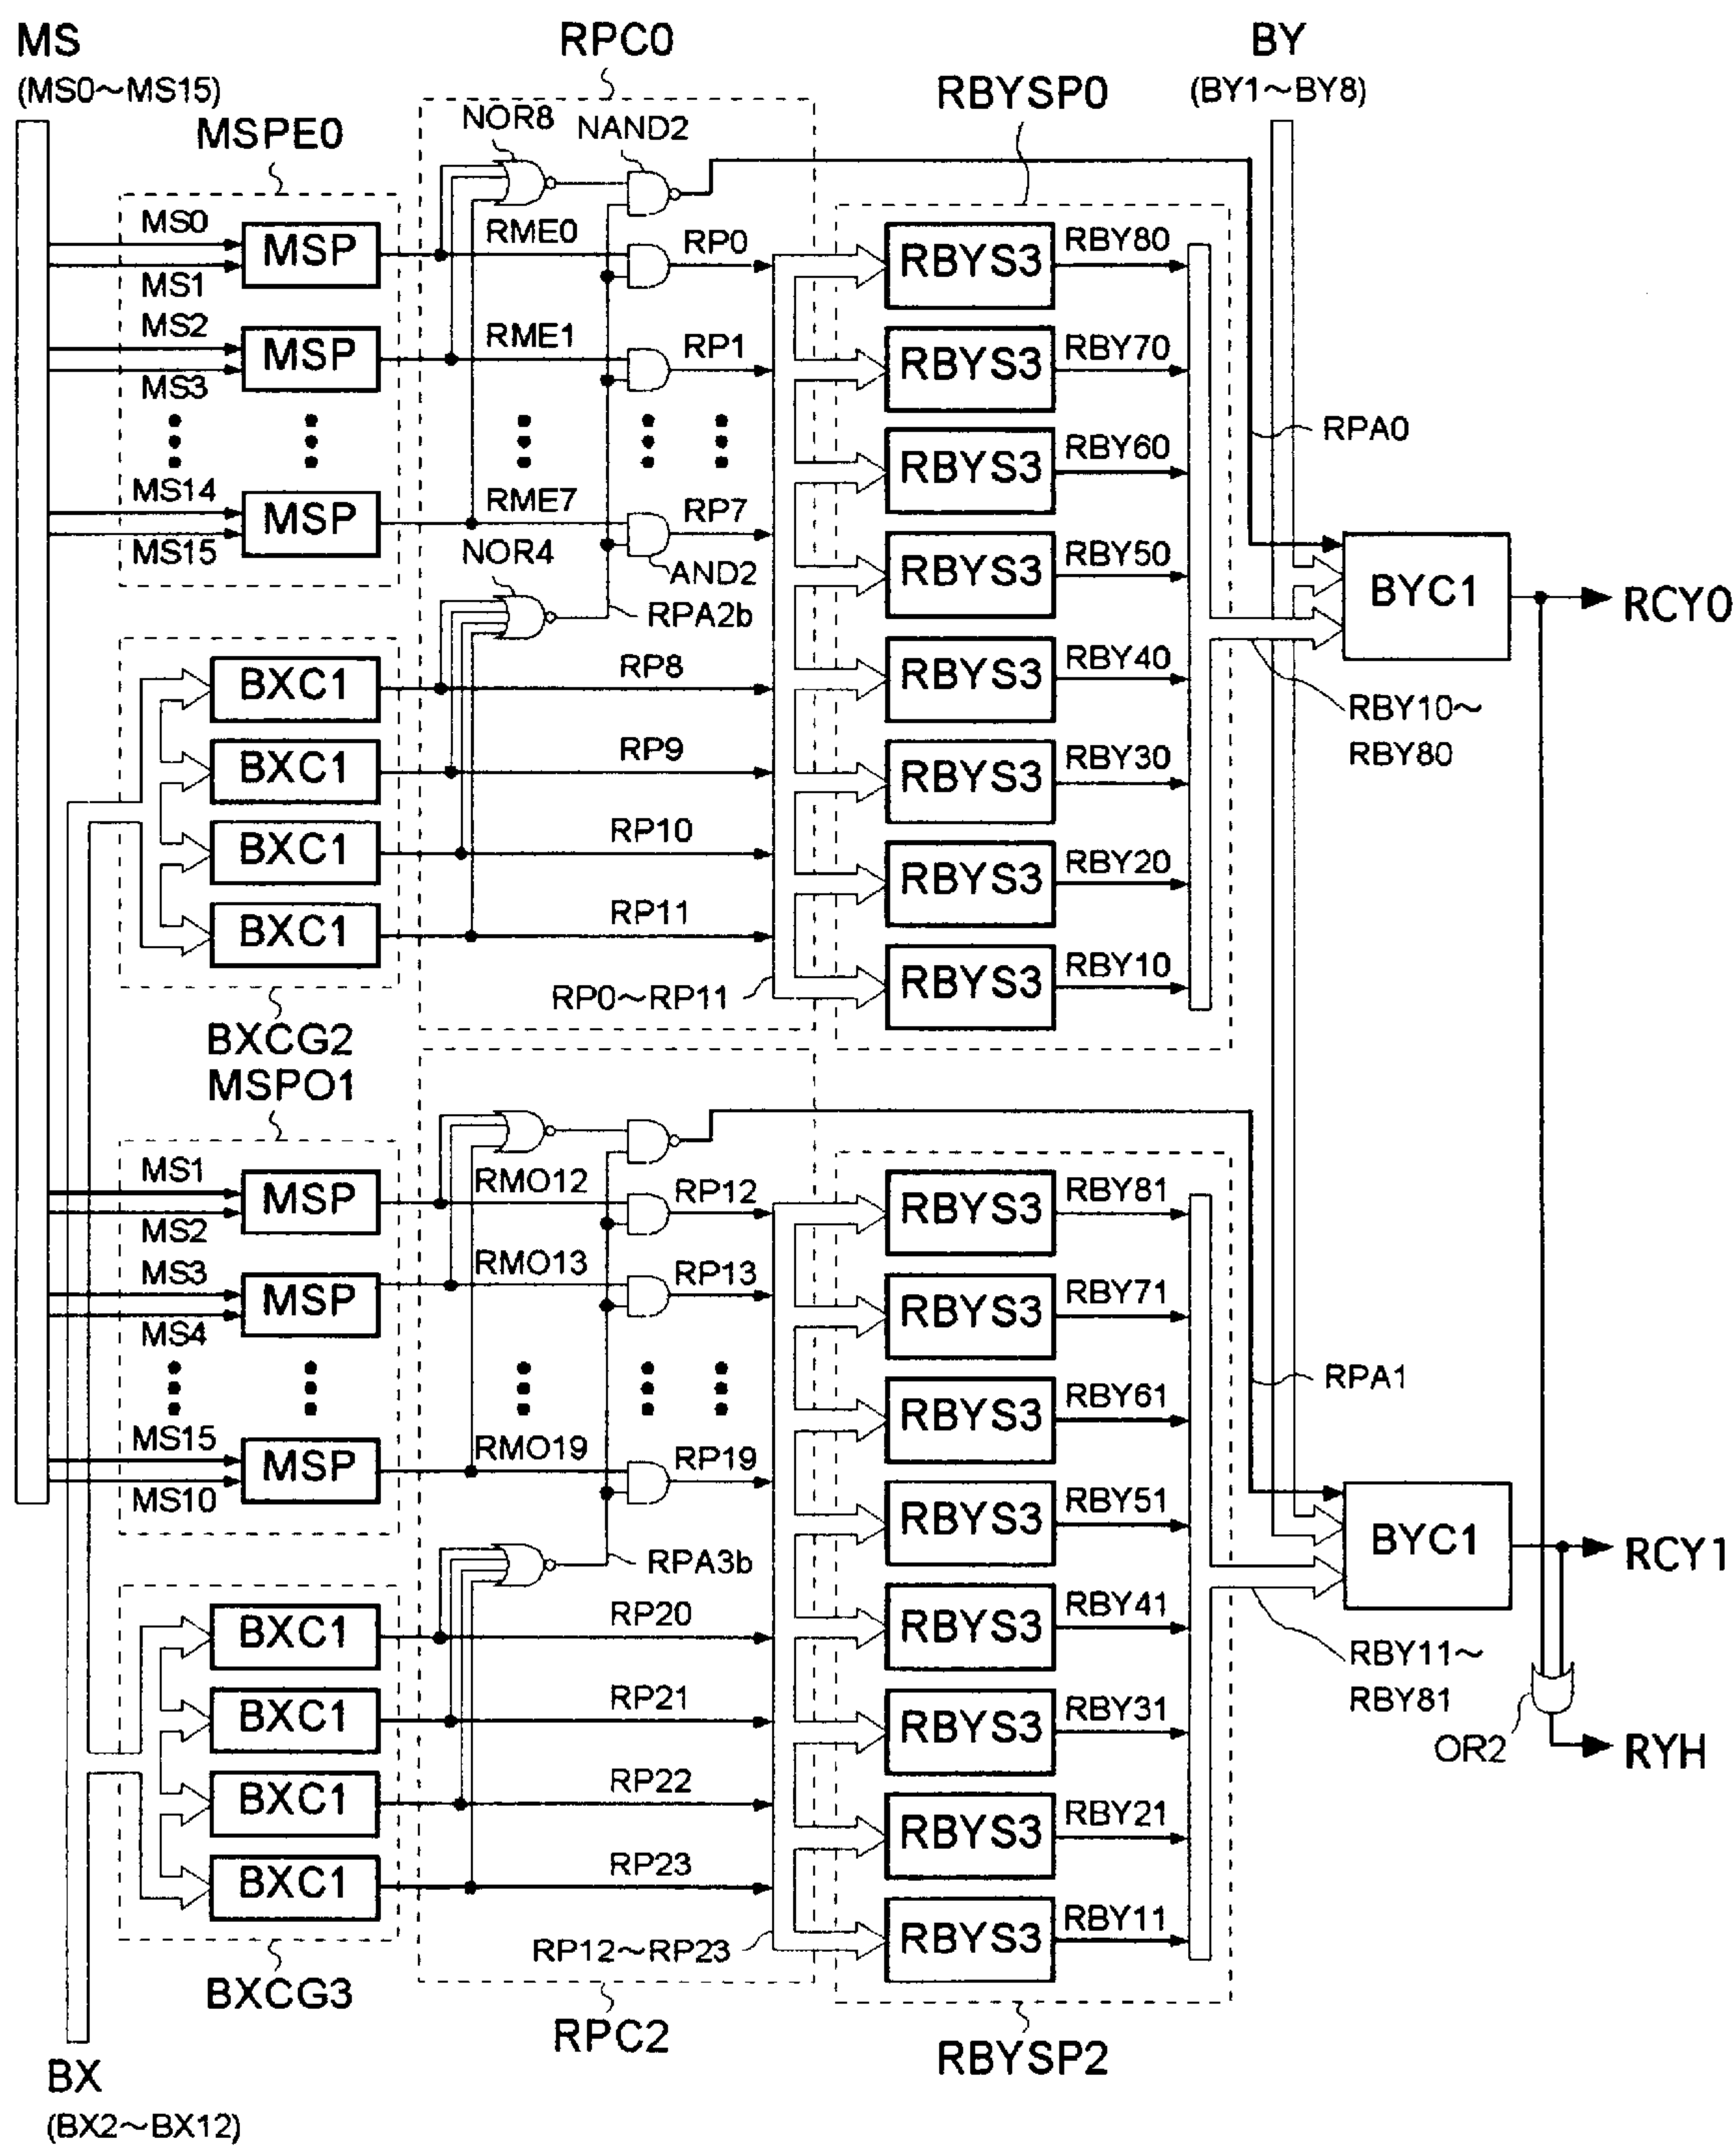 MS
(MS0~MS15)
RPC0
BY
(BY1~BY8)
RBYSP0
MSPE0
NOR8
NAND2
MS0
MSP
RME0
RP0
RBYS3
RBY80
MS1
MS2
MSP
RME1
RP1
RBYS3
RBY70
MS3
RPA0
RBYS3
RBY60
MS14
MSP
RME7
RP7
MS15
NOR4
AND2
RBYS3
RBY50
BYC1
RCY0
RPA2b
BXC1
RP8
RBYS3
RBY40
RBY10~
RBY80
BXC1
RP9
RBYS3
RBY30
BXC1
RP10
RBYS3
RBY20
BXC1
RP11
RBYS3
RBY10
RP0~RP11
BXCG2
MSPO1
MS1
MSP
RMO12
RP12
RBYS3
RBY81
MS2
MS3
MSP
RMO13
RP13
RBYS3
RBY71
MS4
RPA1
RBYS3
RBY61
MS15
MSP
RMO19
RP19
MS10
RBYS3
RBY51
BYC1
RCY1
RPA3b
BXC1
RP20
RBYS3
RBY41
RBY11~
RBY81
BXC1
RP21
RBYS3
RBY31
OR2
RYH
BXC1
RP22
RBYS3
RBY21
BXC1
RP23
RBYS3
RBY11
RP12~RP23
BXCG3
RPC2
RBYSP2
BX
(BX2~BX12)